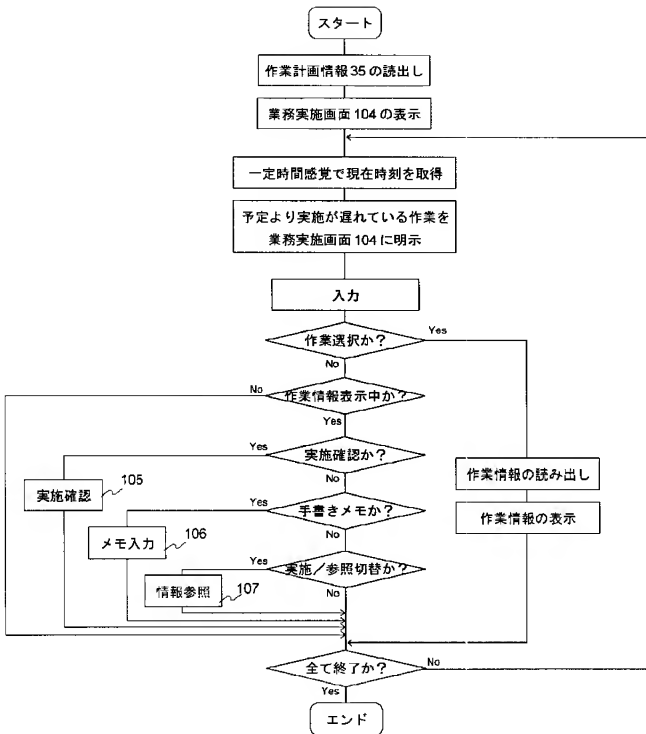 スタート
作業計画情報35の読出し
業務実施画面104の表示
一定時間感覚で現在時刻を取得
予定より実施が遅れている作業を
業務実施画面104に明示
入力
作業選択か?
Yes
No
作業情報表示中か?
No
Yes
実施確認か?
Yes
No
実施確認
105
手書きメモか?
Yes
No
メモ入力
106
作業情報の読み出し
作業情報の表示
実施/参照切替か?
Yes
No
情報参照
107
全て終了か?
No
Yes
エンド